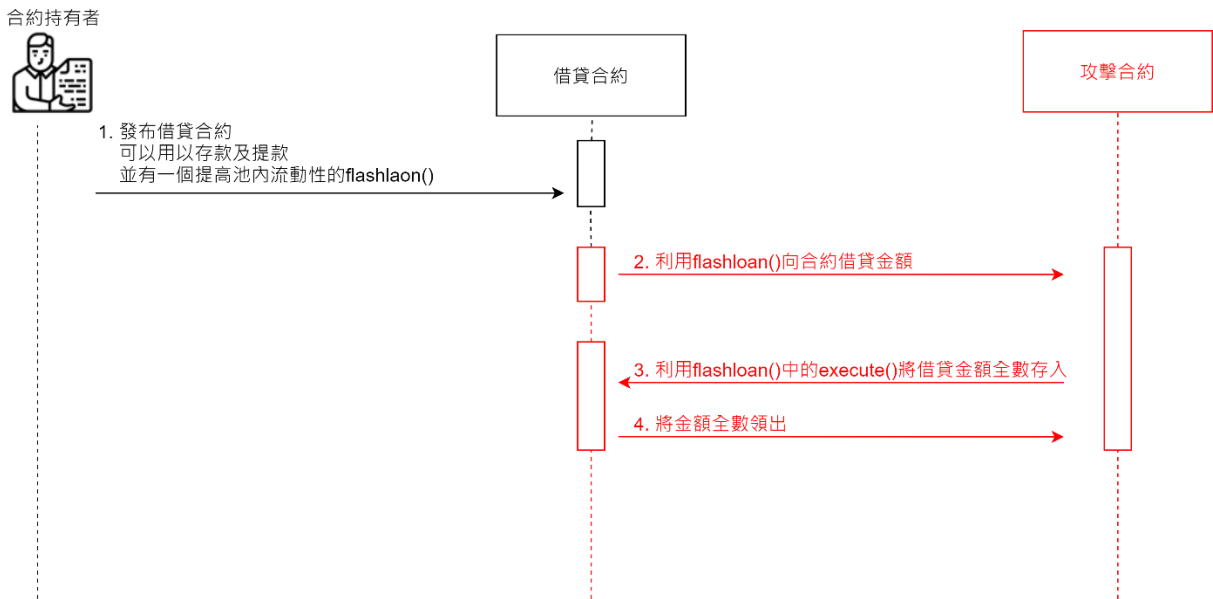 合約持有者
借貸合約
攻擊合約
1. 發布借貸合約
可以用以存款及提款
並有一個提高池內流動性的flashlaon()
2. 利用flashloan()向合約借貸金額
3. 利用flashloan()中的execute()將借貸金額全數存入
4. 將金額全數領出